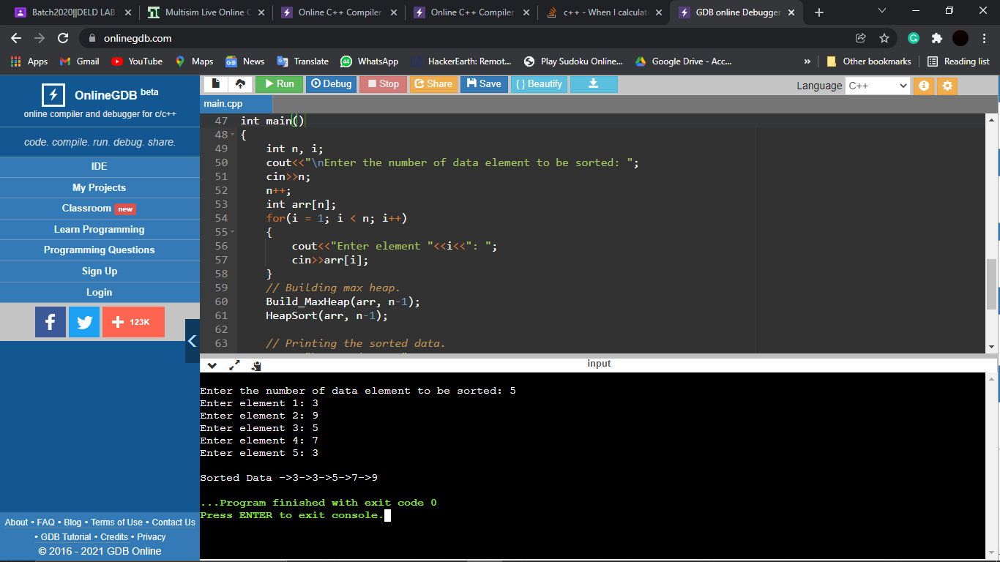 Batch2020||DELD LAB
Multisim Live Online C
Online C++ Compiler
Online C++ Compiler
c++ - When I calculat
GDB online Debugger
onlinegdb.com
Apps
Gmail
YouTube
Maps
News
Translate
44
WhatsApp
HackerEarth: Remot...
Play Sudoku Online...
Google Drive - Acc...
»
Other bookmarks
Reading list
OnlineGDB beta
online compiler and debugger for c/c++
code. compile. run. debug. share.
IDE
My Projects
Classroom new
Learn Programming
Programming Questions
Sign Up
Login
123K
About • FAQ • Blog • Terms of Use • Contact Us
• GDB Tutorial • Credits • Privacy
© 2016 - 2021 GDB Online
Run
Debug
Stop
Share
Save
{ } Beautify
Language C++
main.cpp
47 int main()
48 {
49 int n, i;
50 cout<<"\nEnter the number of data element to be sorted: ";
51 cin>>n;
52 n++;
53 int arr[n];
54 for(i = 1; i < n; i++)
55 {
56 cout<<"Enter element "<<i<<": ";
57 cin>>arr[i];
58 }
59 // Building max heap.
60 Build_MaxHeap(arr, n-1);
61 HeapSort(arr, n-1);
62
63 // Printing the sorted data.
input
Enter the number of data element to be sorted: 5
Enter element 1: 3
Enter element 2: 9
Enter element 3: 5
Enter element 4: 7
Enter element 5: 3
Sorted Data ->3->3->5->7->9
...Program finished with exit code 0
Press ENTER to exit console.